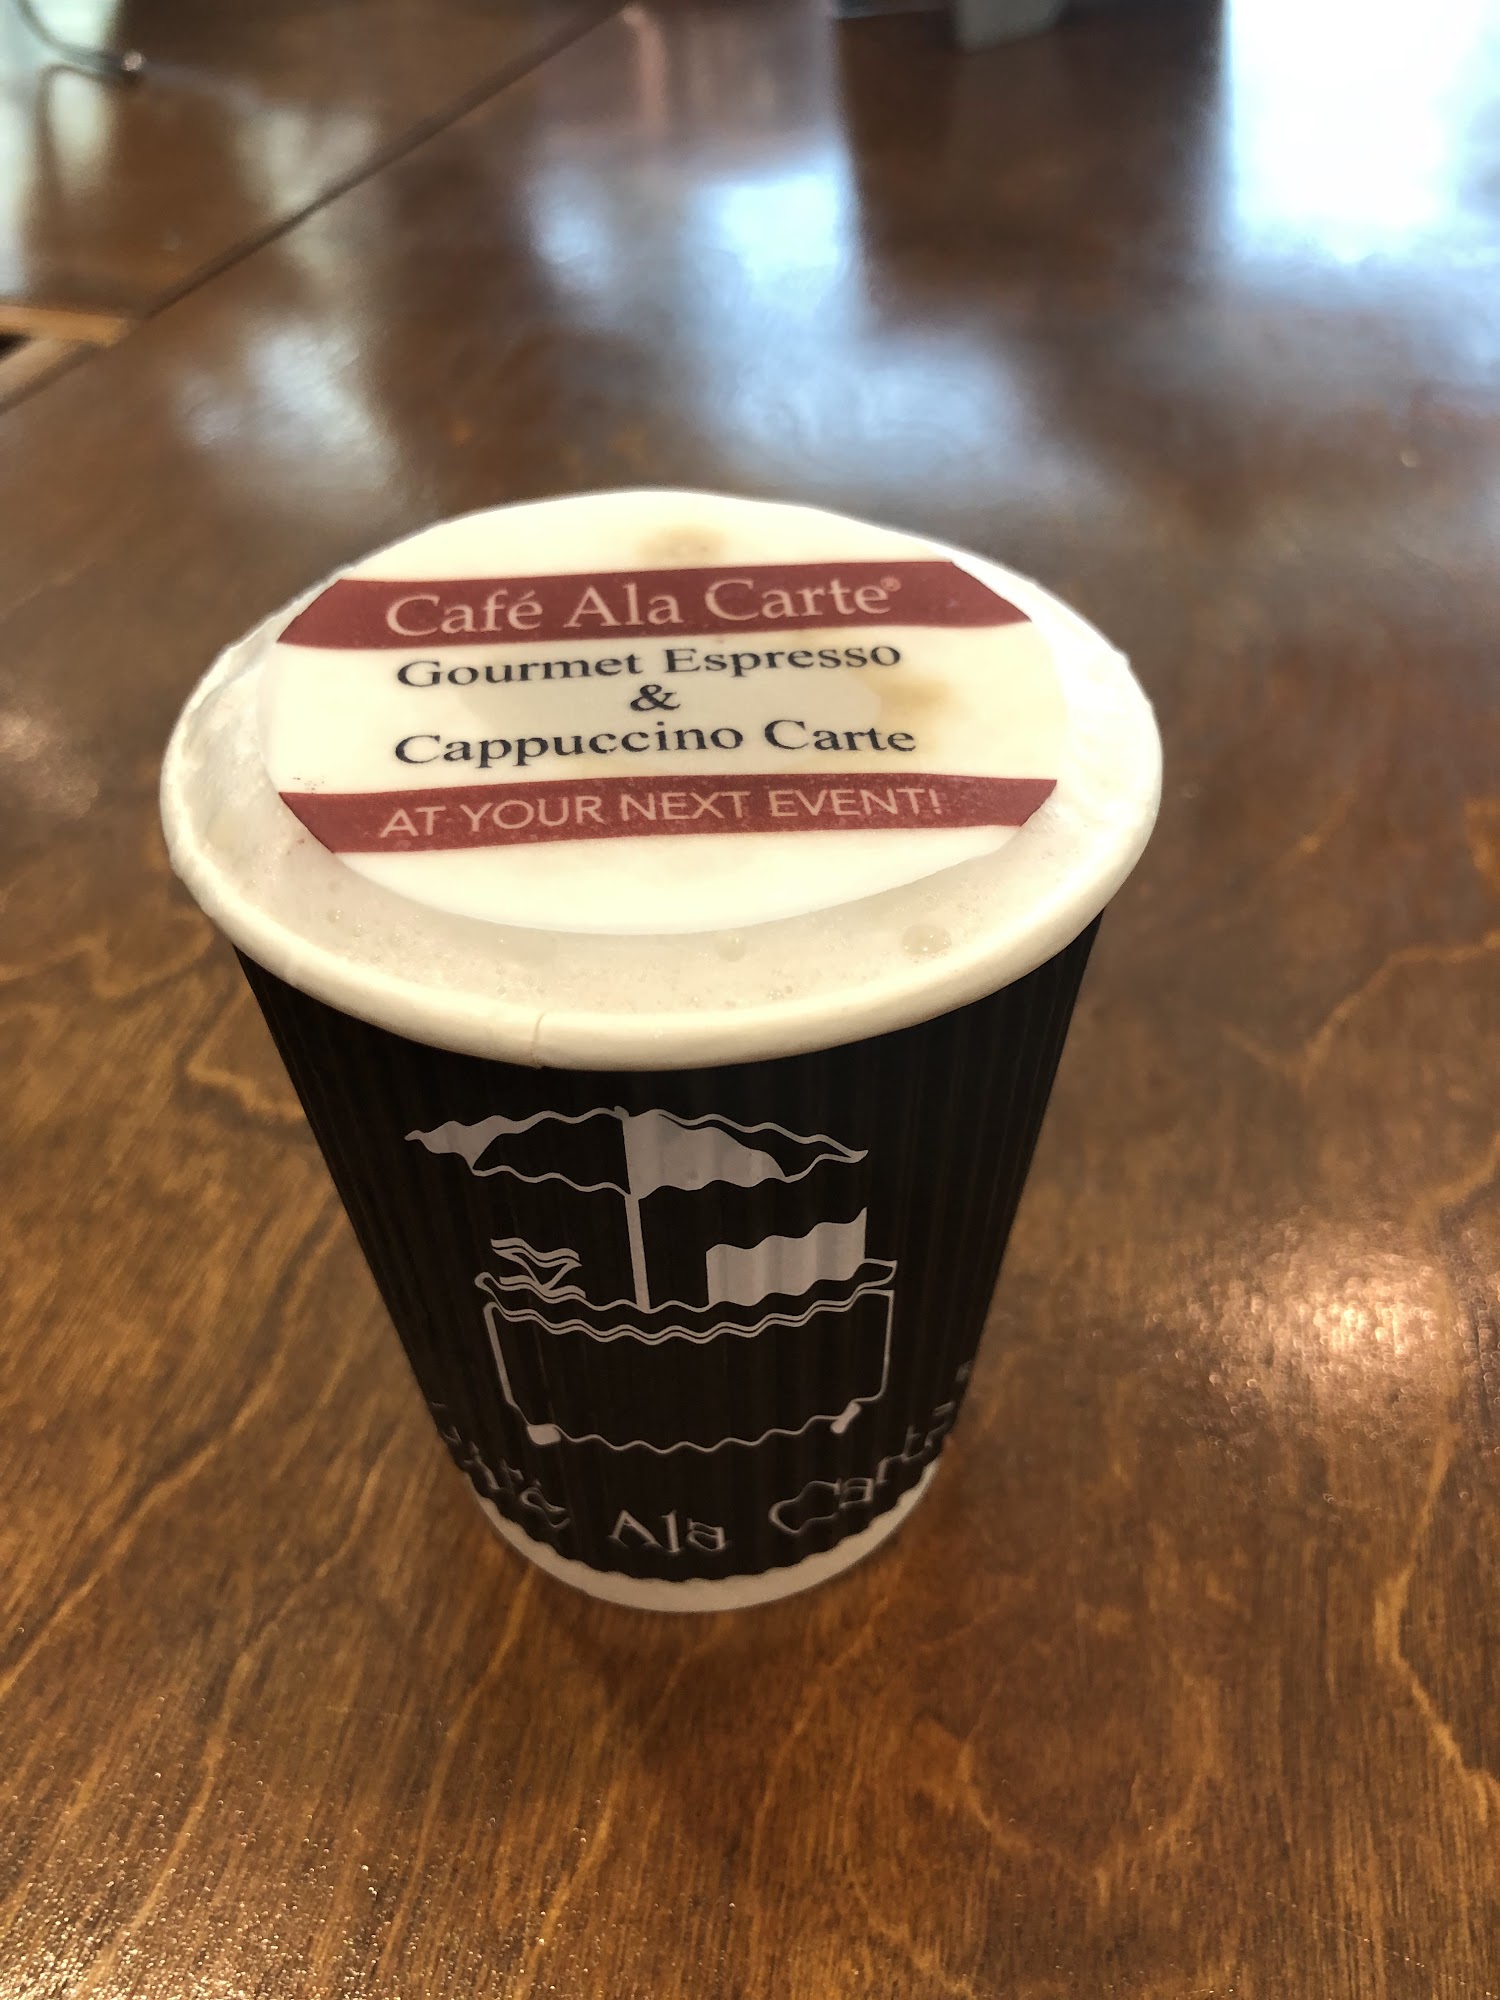 Café Ala Carte®
Gourmet Espresso
&
Cappuccino Carte
AT YOUR NEXT EVENT!
Café Ala Carte